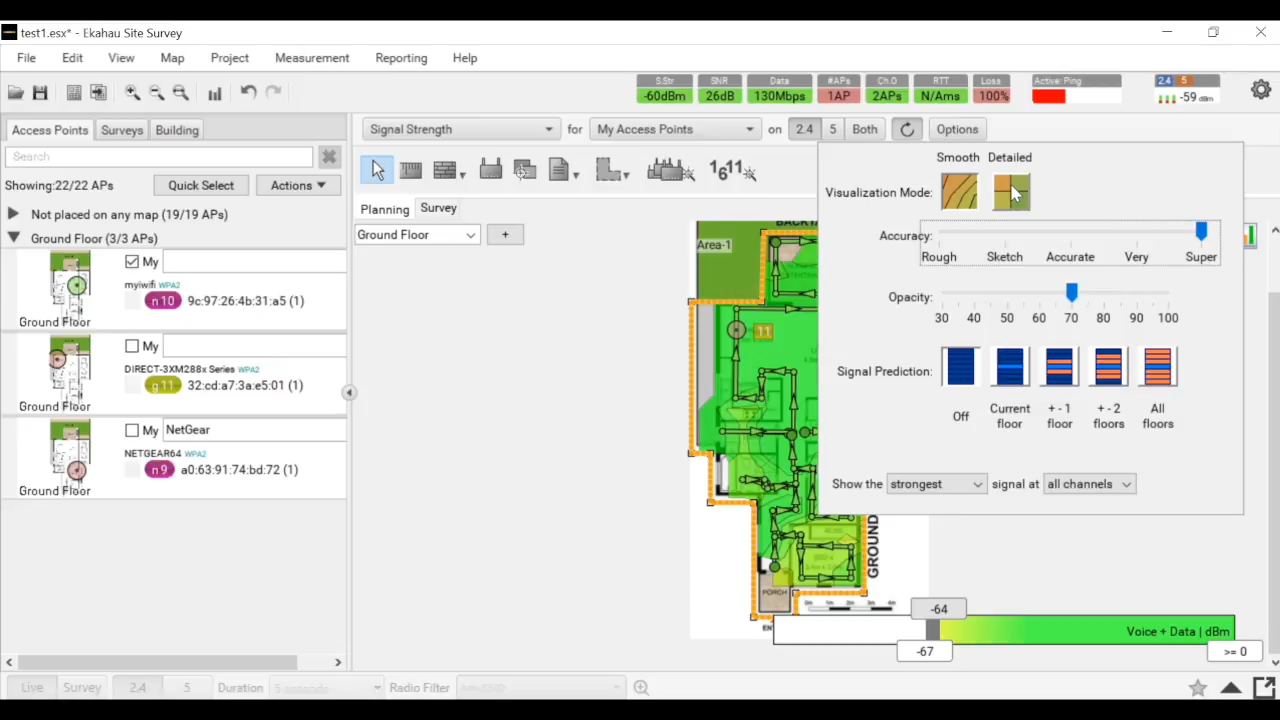 test1.esx* - Ekahau Site Survey
File Edit View Map Project Measurement Reporting Help
S.Str SNR Data #APs Ch.O RTT Loss Active: Ping 2.4 5
-60dBm 26dB 130Mbps 1AP 2APs N/Ams 100% -59 dBm
Access Points Surveys Building
Signal Strength for My Access Points on 2.4 5 Both Options
Search
Showing:22/22 APs Quick Select Actions
Not placed on any map (19/19 APs)
Ground Floor (3/3 APs)
My
myiwifi WPA2
n 10 9c:97:26:4b:31:a5 (1)
Ground Floor
My
DIRECT-3XM288x Series WPA2
g 11 32:cd:a7:3a:e5:01 (1)
Ground Floor
My NetGear
NETGEAR64 WPA2
n 9 a0:63:91:74:bd:72 (1)
Ground Floor
1611
Planning Survey
Ground Floor +
Area-1
11
PORCH
GROUND
Smooth Detailed
Visualization Mode:
Accuracy:
Rough Sketch Accurate Very Super
Opacity:
30 40 50 60 70 80 90 100
Signal Prediction:
Off Current floor + - 1 floor + - 2 floors All floors
Show the strongest signal at all channels
-64
Voice + Data | dBm
-67 >= 0
Live Survey 2.4 5 Duration 5 seconds Radio Filter